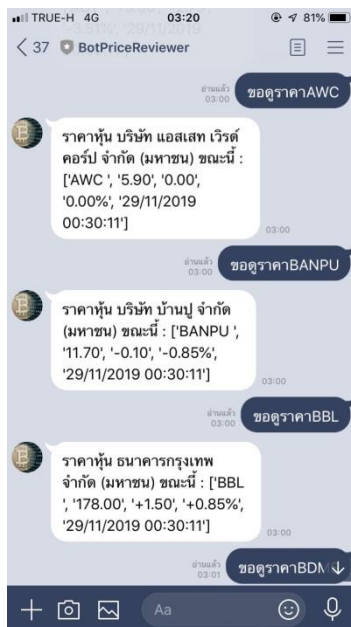 TRUE-H 4G 03:20 81%
37 BotPriceReviewer
อ่านแล้ว
03:00
ขอดูราคาAWC
ราคาหุ้น บริษัท แอสเสท เวิรด์
คอร์ป จำกัด (มหาชน) ขณะนี้ :
['AWC ', '5.90', '0.00',
'0.00%', '29/11/2019
00:30:11']
03:00
อ่านแล้ว
03:00
ขอดูราคาBANPU
ราคาหุ้น บริษัท บ้านปู จำกัด
(มหาชน) ขณะนี้ : ['BANPU ',
'11.70', '-0.10', '-0.85%',
'29/11/2019 00:30:11']
03:00
อ่านแล้ว
03:00
ขอดูราคาBBL
ราคาหุ้น ธนาคารกรุงเทพ
จำกัด (มหาชน) ขณะนี้ : ['BBL
', '178.00', '+1.50', '+0.85%',
'29/11/2019 00:30:11']
03:00
อ่านแล้ว
03:01
ขอดูราคาBDM
Aa